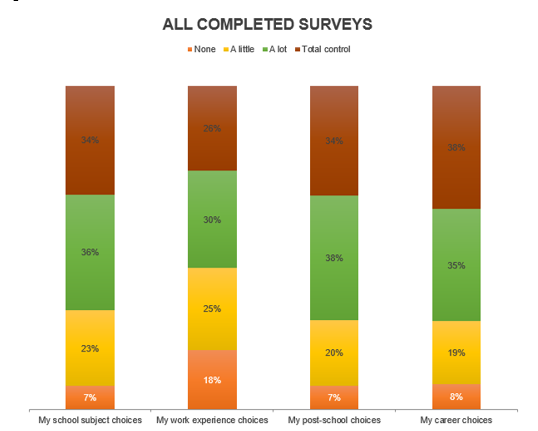 ALL COMPLETED SURVEYS
None A little A lot Total control
34% 26% 34% 38%
36% 30% 38% 35%
23% 25% 20% 19%
7% 18% 7% 8%
My school subject choices My work experience choices My post-school choices My career choices